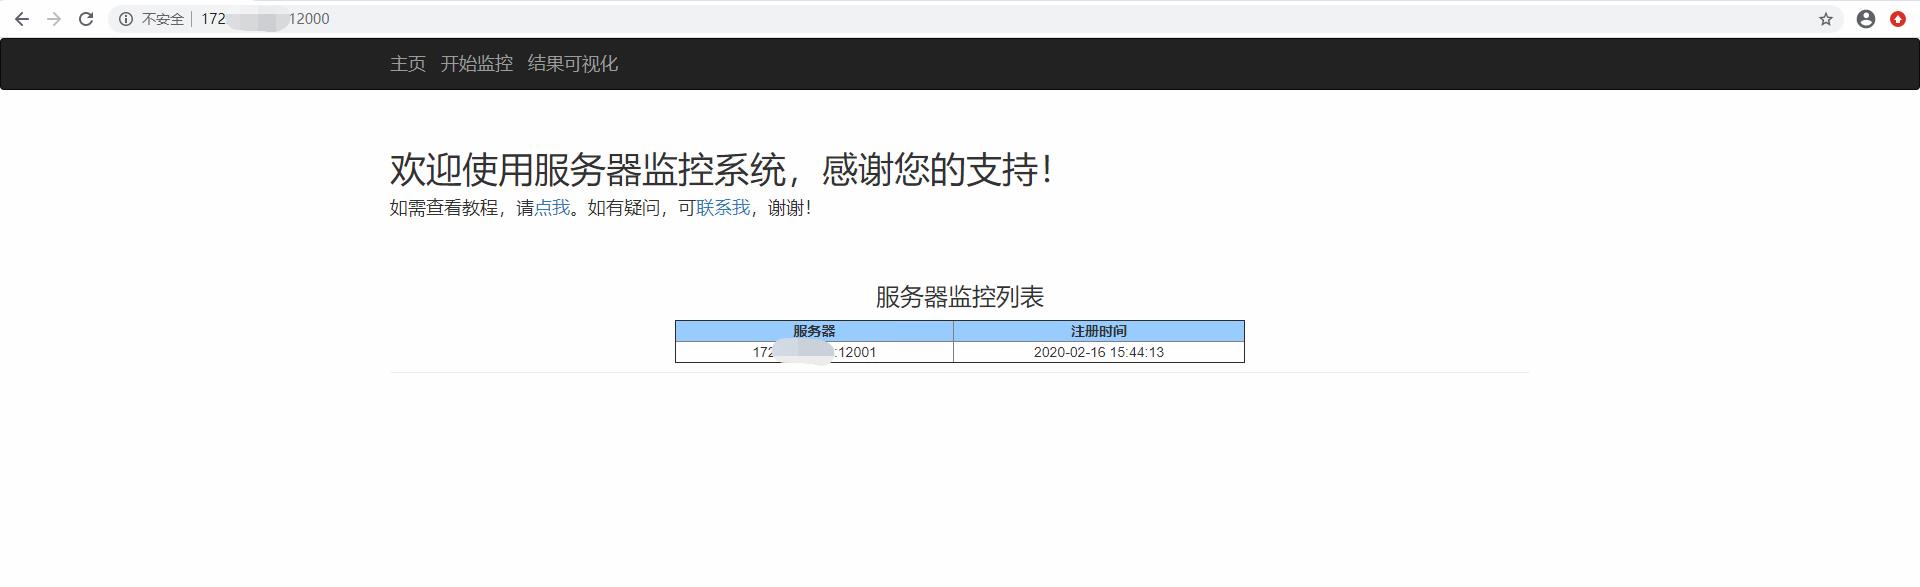 不安全 172 12000
主页 开始监控 结果可视化
欢迎使用服务器监控系统，感谢您的支持！
如需查看教程，请点我。如有疑问，可联系我，谢谢！
服务器监控列表
服务器 注册时间
172 :12001 2020-02-16 15:44:13